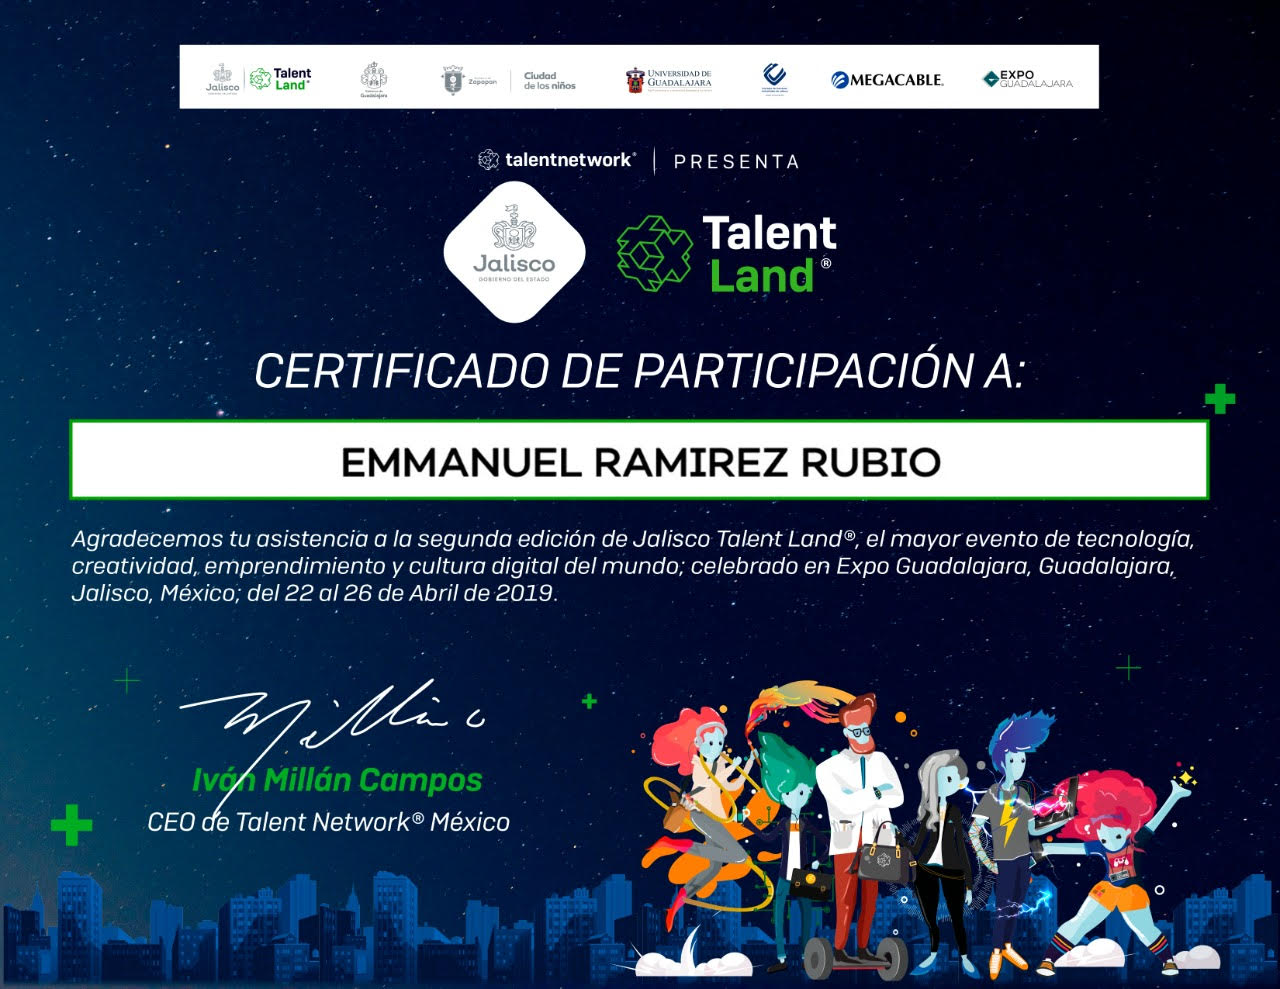 Jalisco
Talent Land®
Guadalajara
Zapopan
Ciudad de los niños
UNIVERSIDAD DE GUADALAJARA
MEGACABLE®
EXPO GUADALAJARA
talentnetwork® | PRESENTA
Jalisco
GOBIERNO DEL ESTADO
Talent
Land®
CERTIFICADO DE PARTICIPACIÓN A:
EMMANUEL RAMIREZ RUBIO
Agradecemos tu asistencia a la segunda edición de Jalisco Talent Land®, el mayor evento de tecnología,
creatividad, emprendimiento y cultura digital del mundo; celebrado en Expo Guadalajara, Guadalajara,
Jalisco, México; del 22 al 26 de Abril de 2019.
Millán C
Iván Millán Campos
CEO de Talent Network® México